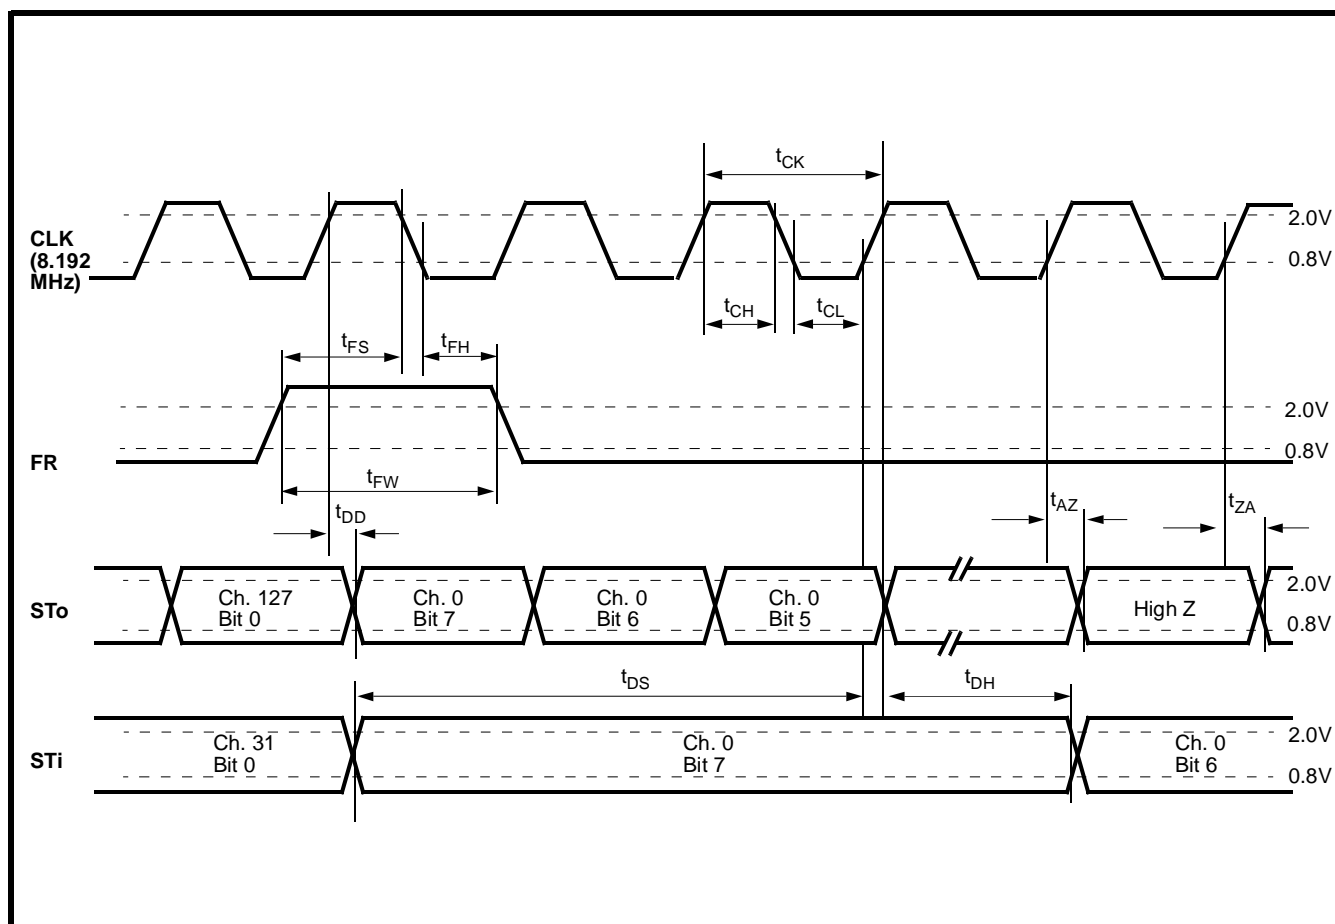 tCK
2.0V
CLK
(8.192
MHz)
0.8V
tCH
tCL
tFS
tFH
2.0V
0.8V
FR
tFW
tDD
tAZ
tZA
STo
Ch. 127
Bit 0
Ch. 0
Bit 7
Ch. 0
Bit 6
Ch. 0
Bit 5
High Z
2.0V
0.8V
tDS
tDH
STi
Ch. 31
Bit 0
Ch. 0
Bit 7
Ch. 0
Bit 6
2.0V
0.8V